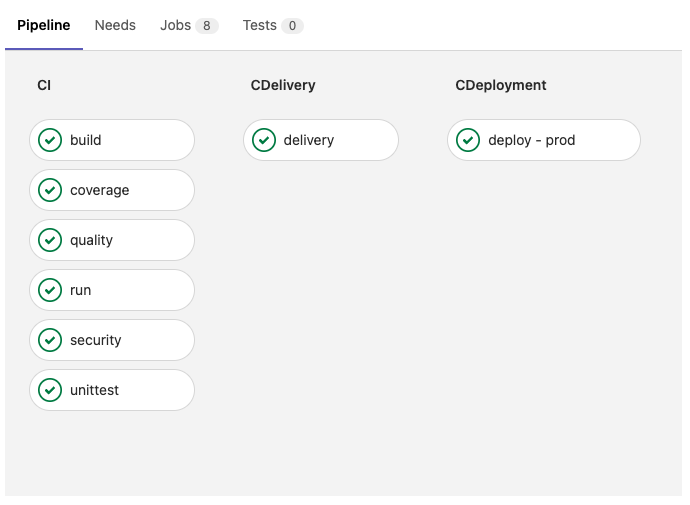 Pipeline Needs Jobs 8 Tests 0
CI
build
coverage
quality
run
security
unittest
CDelivery
delivery
CDeployment
deploy - prod